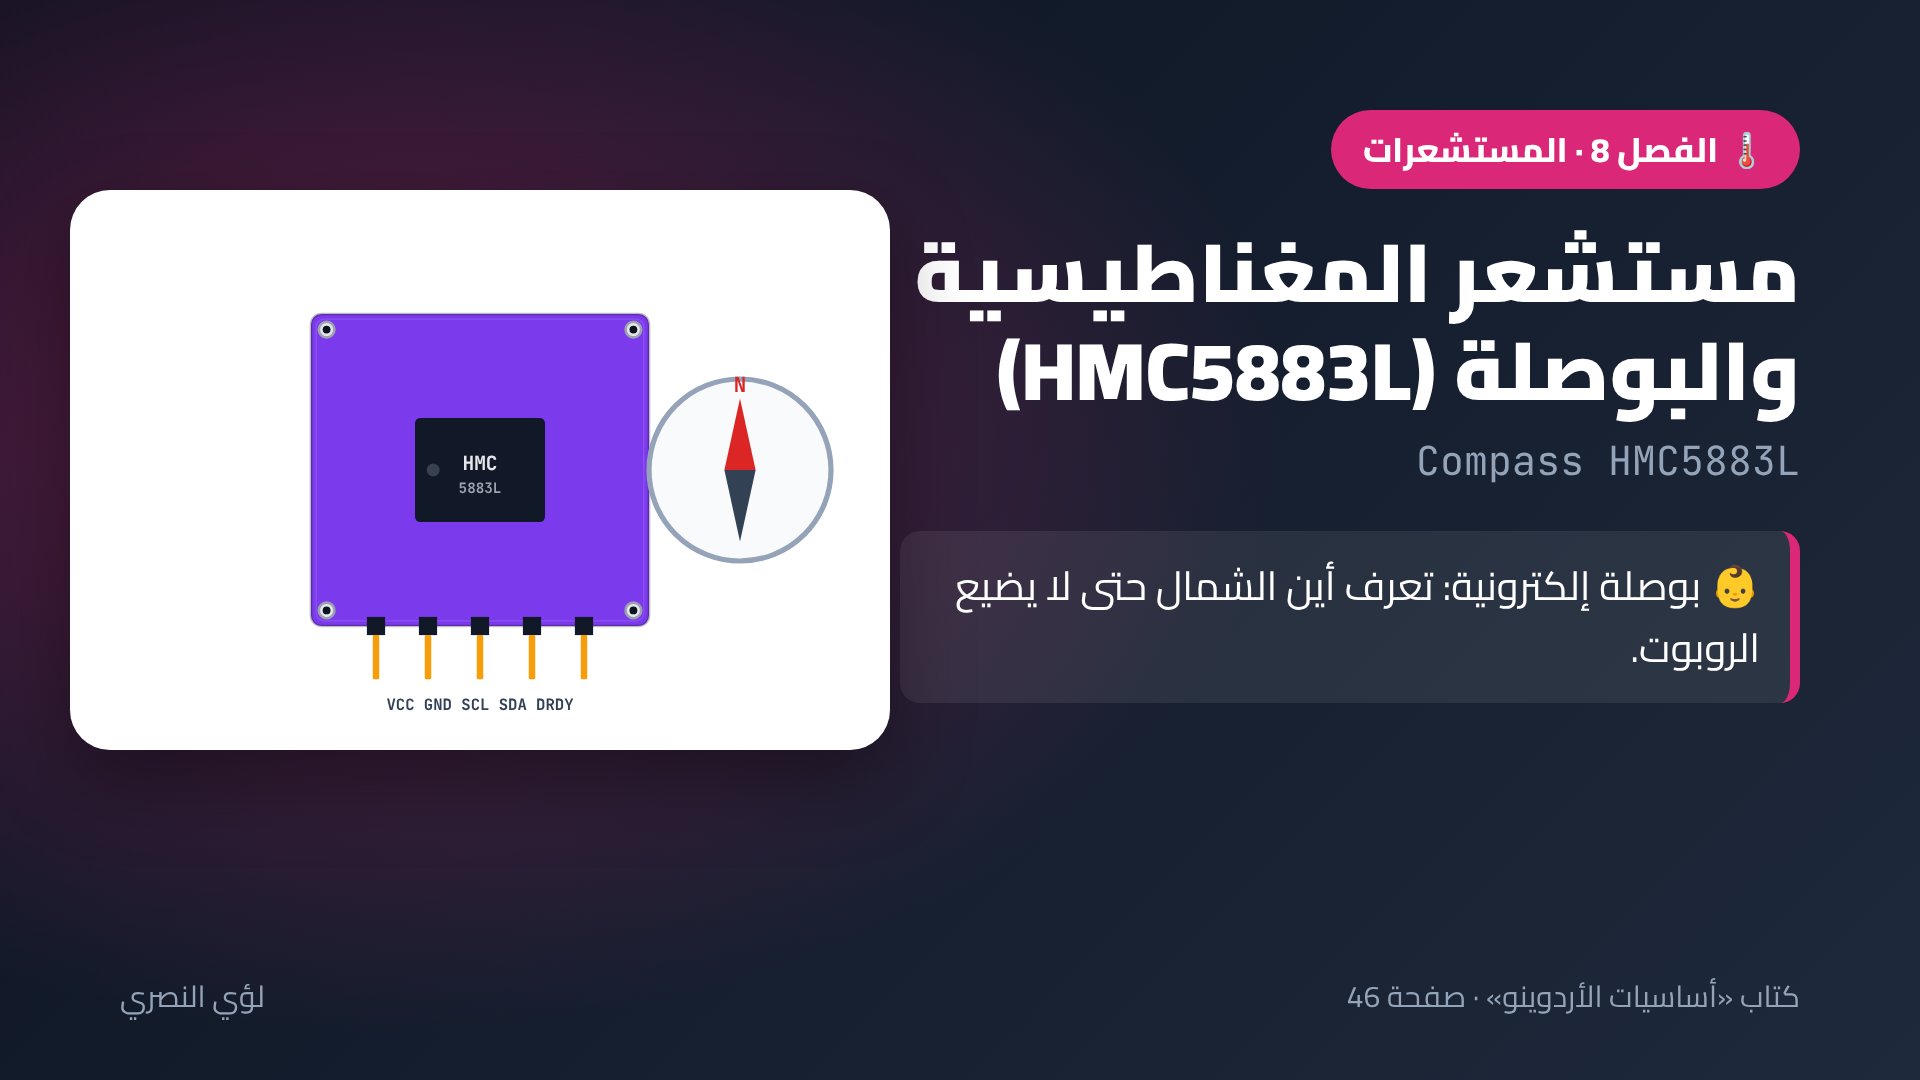 🌡️ الفصل 8 · المستشعرات
مستشعر المغناطيسية
والبوصلة (HMC5883L)
Compass HMC5883L
👶 بوصلة إلكترونية: تعرف أين الشمال حتى لا يضيع
الروبوت.
N
HMC
5883L
VCC GND SCL SDA DRDY
كتاب «أساسيات الأردوينو» · صفحة 46
لؤي النصري